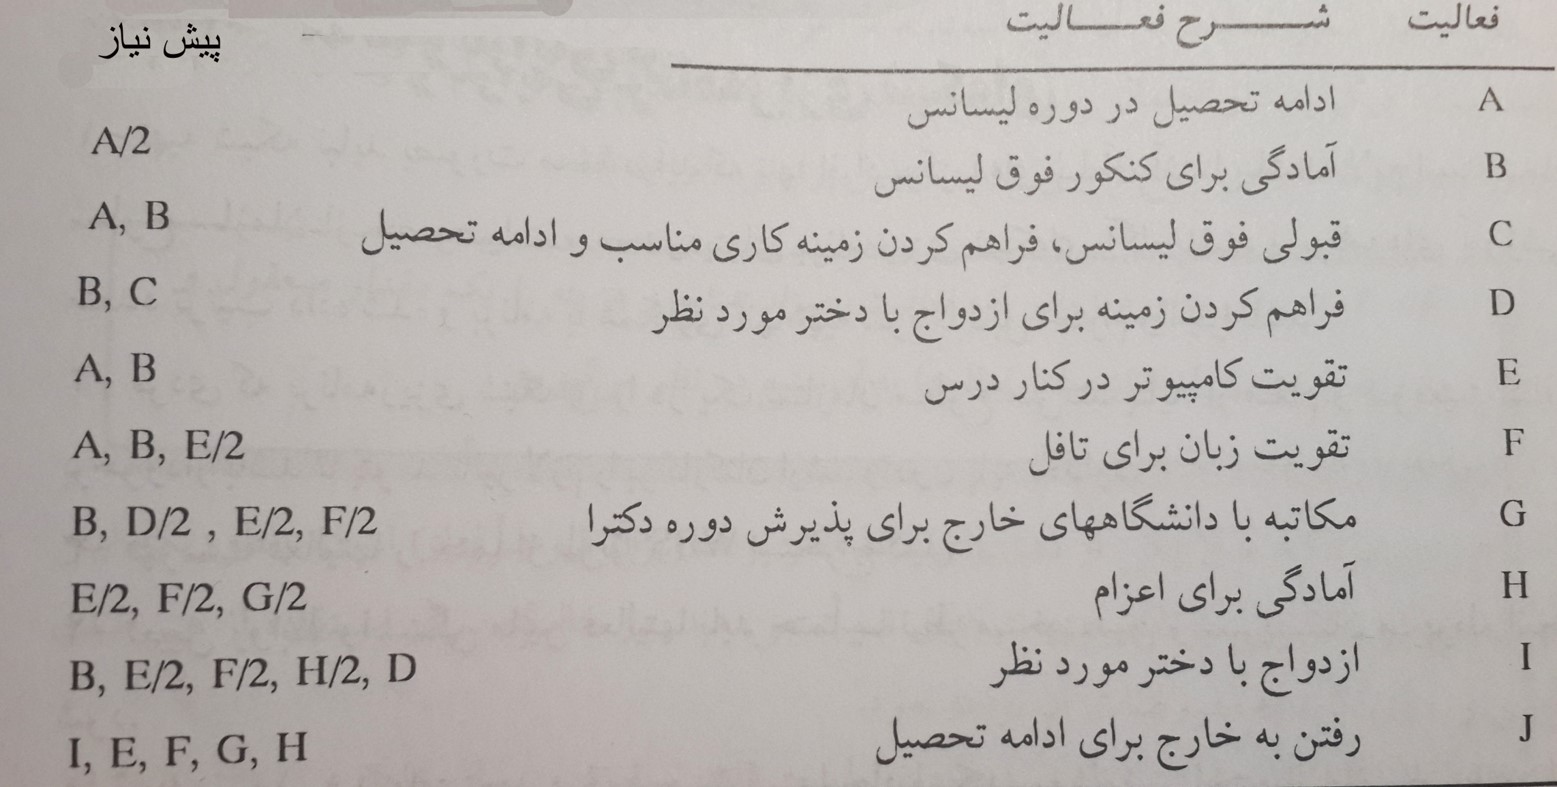 فعالیت شـــرح فعـــالیت پیش نیاز
A ادامه تحصیل در دوره لیسانس
B آمادگی برای کنکور فوق لیسانس A/2
C قبولی فوق لیسانس، فراهم کردن زمینه کاری مناسب و ادامه تحصیل A, B
D فراهم کردن زمینه برای ازدواج با دختر مورد نظر B, C
E تقویت کامپیوتر در کنار درس A, B
F تقویت زبان برای تافل A, B, E/2
G مکاتبه با دانشگاههای خارج برای پذیرش دوره دکترا B, D/2 , E/2, F/2
H آمادگی برای اعزام E/2, F/2, G/2
I ازدواج با دختر مورد نظر B, E/2, F/2, H/2, D
J رفتن به خارج برای ادامه تحصیل I, E, F, G, H